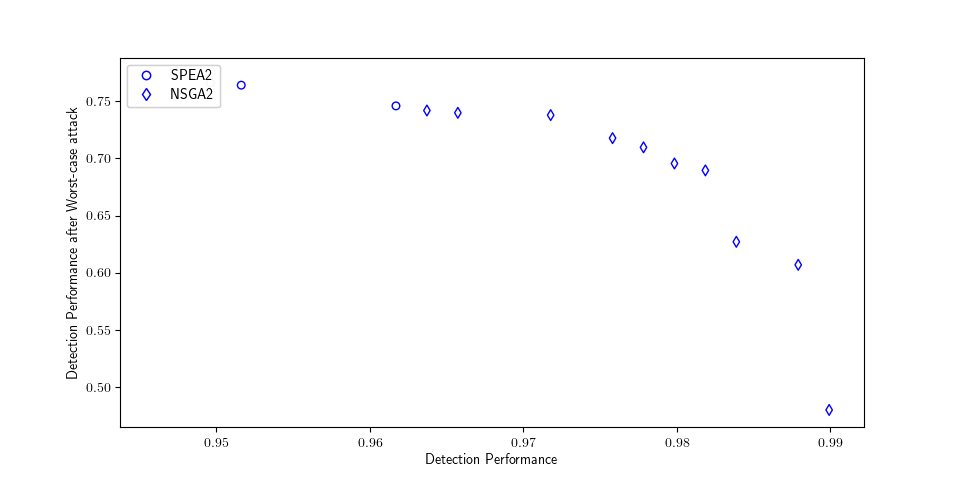 SPEA2
NSGA2
0.75
0.70
0.65
0.60
0.55
0.50
Detection Performance after Worst-case attack
0.95 0.96 0.97 0.98 0.99
Detection Performance